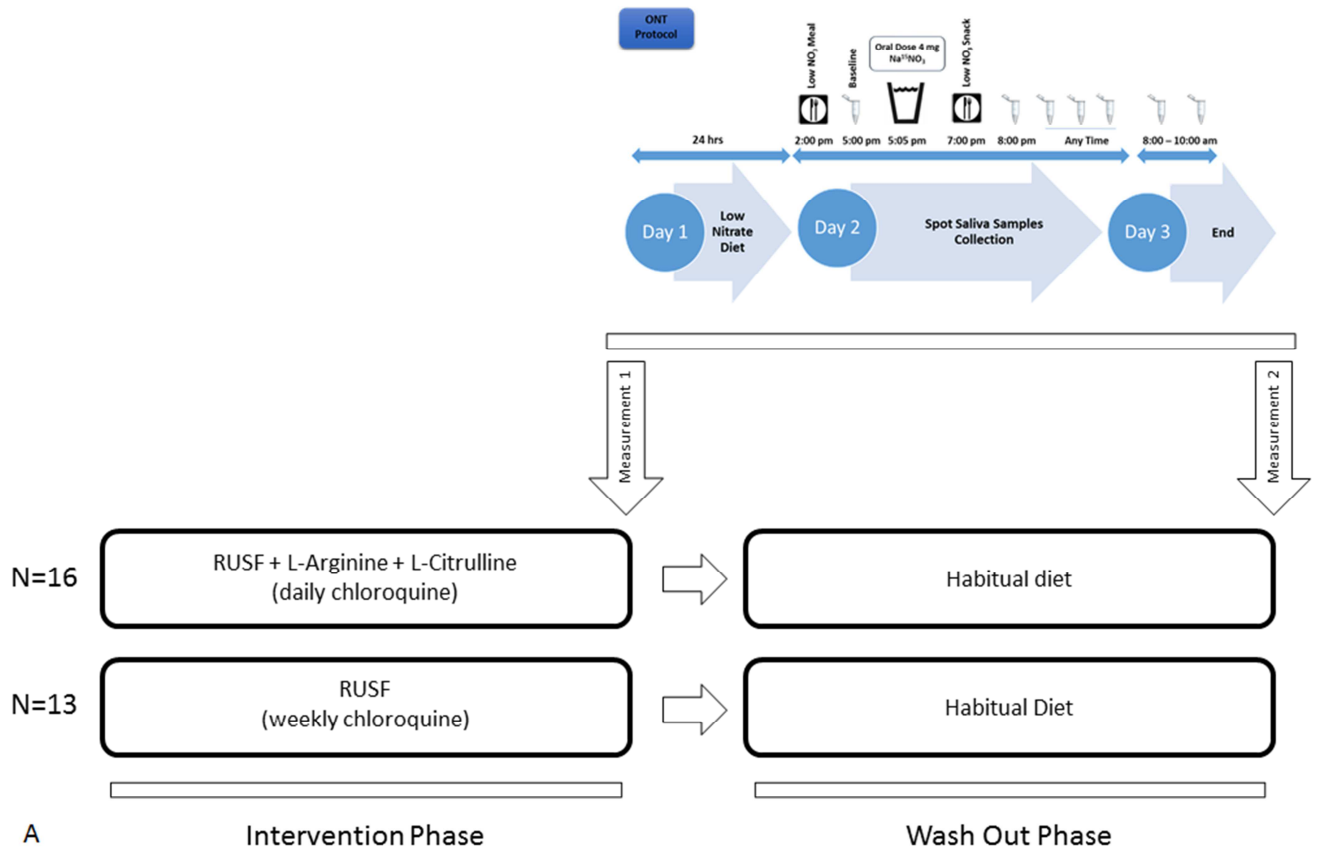 ONT
Protocol
Low NO₃ Meal
Baseline
Oral Dose 4 mg
Na¹⁵NO₃
Low NO₃ Snack
24 hrs
2:00 pm 5:00 pm 5:05 pm 7:00 pm 8:00 pm Any Time 8:00 – 10:00 am
Day 1
Low
Nitrate
Diet
Day 2
Spot Saliva Samples
Collection
Day 3
End
Measurement 1
Measurement 2
N=16
RUSF + L-Arginine + L-Citrulline
(daily chloroquine)
Habitual diet
N=13
RUSF
(weekly chloroquine)
Habitual Diet
A
Intervention Phase
Wash Out Phase